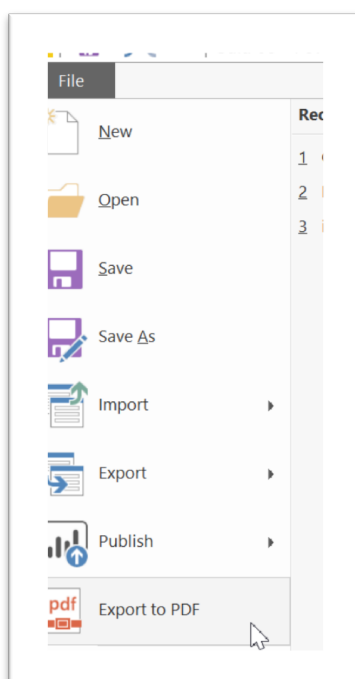 File
New
Open
Save
Save As
Import
Export
Publish
pdf
Export to PDF
1
2
3